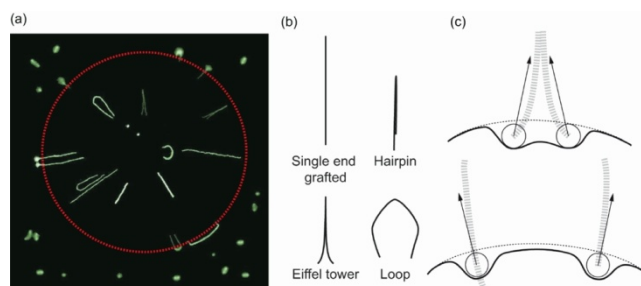 (a)
(b)
(c)
Single end
grafted
Hairpin
Eiffel tower
Loop